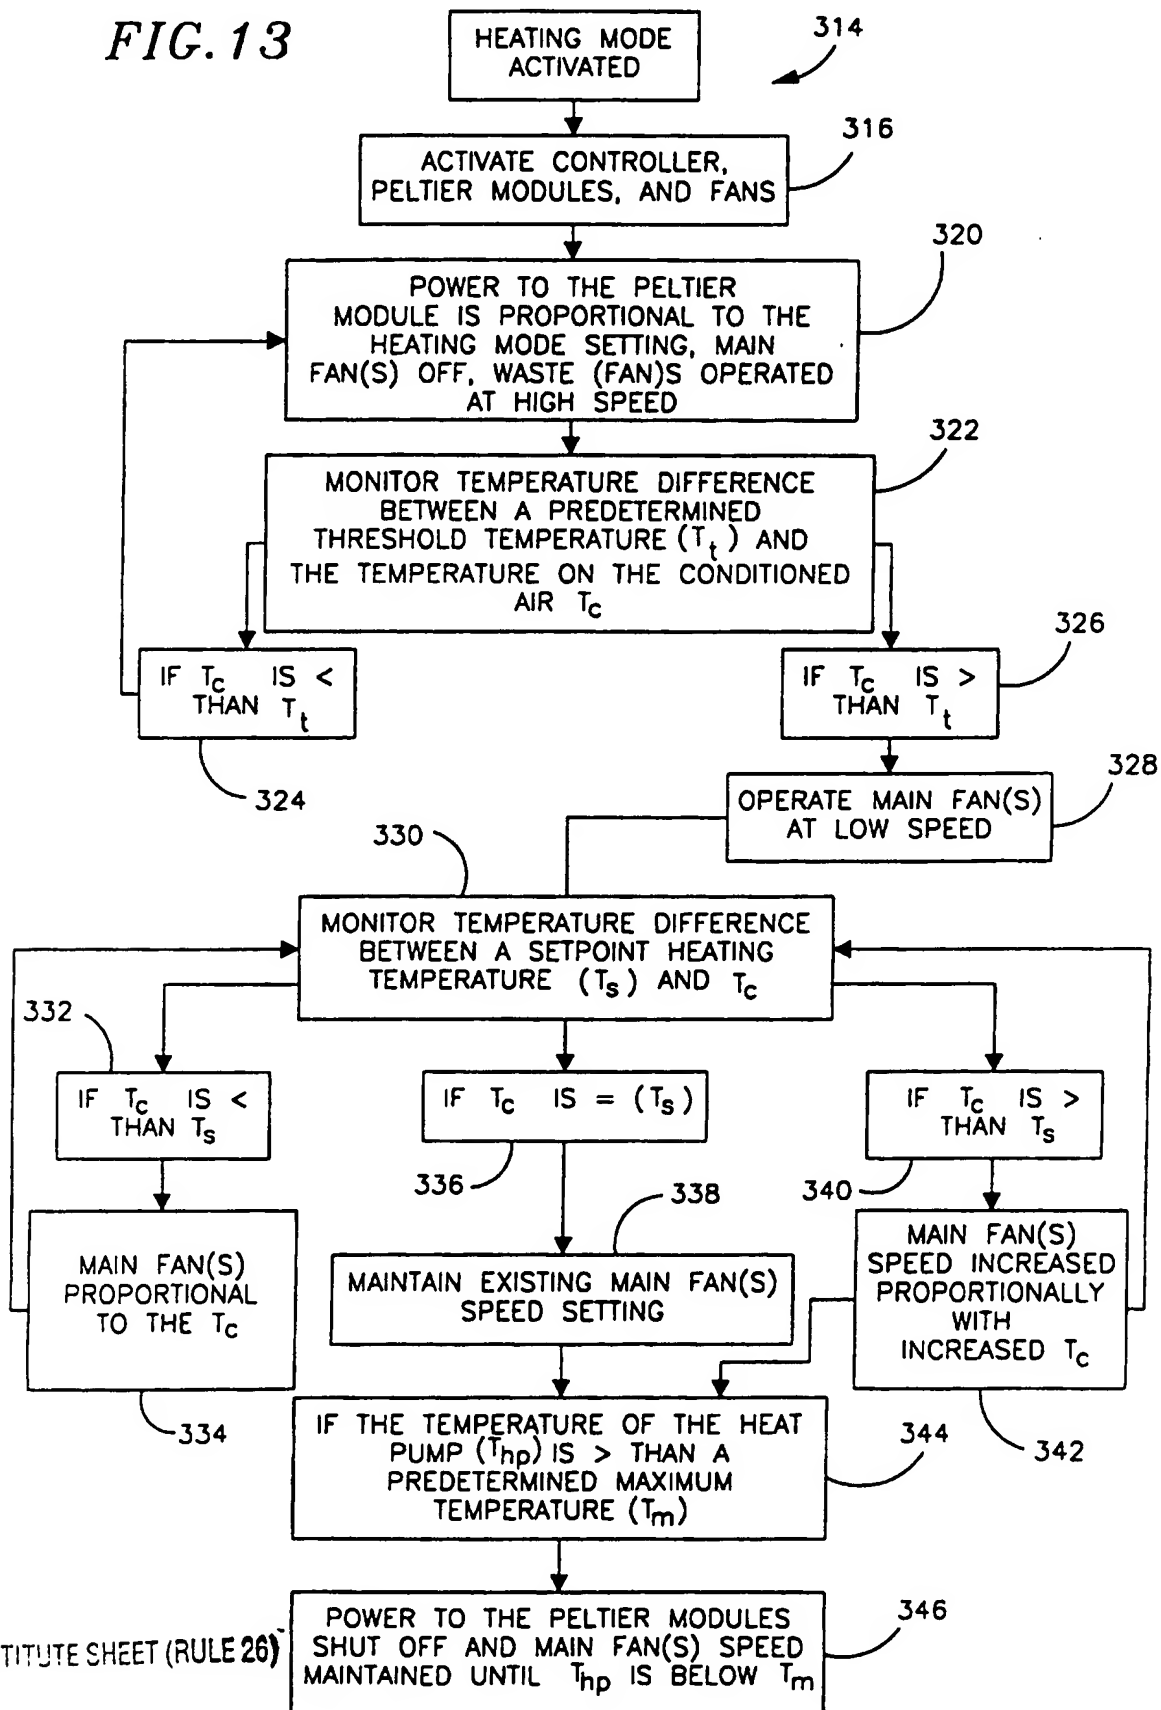 FIG. 13
HEATING MODE
ACTIVATED
314
316
ACTIVATE CONTROLLER,
PELTIER MODULES, AND FANS
320
POWER TO THE PELTIER
MODULE IS PROPORTIONAL TO THE
HEATING MODE SETTING, MAIN
FAN(S) OFF, WASTE (FAN)S OPERATED
AT HIGH SPEED
322
MONITOR TEMPERATURE DIFFERENCE
BETWEEN A PREDETERMINED
THRESHOLD TEMPERATURE (Tt) AND
THE TEMPERATURE ON THE CONDITIONED
AIR Tc
IF Tc IS <
THAN Tt
324
326
IF Tc IS >
THAN Tt
328
OPERATE MAIN FAN(S)
AT LOW SPEED
330
MONITOR TEMPERATURE DIFFERENCE
BETWEEN A SETPOINT HEATING
TEMPERATURE (Ts) AND Tc
332
IF Tc IS <
THAN Ts
IF Tc IS = (Ts)
336
IF Tc IS >
THAN Ts
340
338
MAIN FAN(S)
PROPORTIONAL
TO THE Tc
334
MAINTAIN EXISTING MAIN FAN(S)
SPEED SETTING
MAIN FAN(S)
SPEED INCREASED
PROPORTIONALLY
WITH
INCREASED Tc
342
IF THE TEMPERATURE OF THE HEAT
PUMP (Thp) IS > THAN A
PREDETERMINED MAXIMUM
TEMPERATURE (Tm)
344
POWER TO THE PELTIER MODULES
SHUT OFF AND MAIN FAN(S) SPEED
MAINTAINED UNTIL Thp IS BELOW Tm
346
TITUTE SHEET (RULE 26)